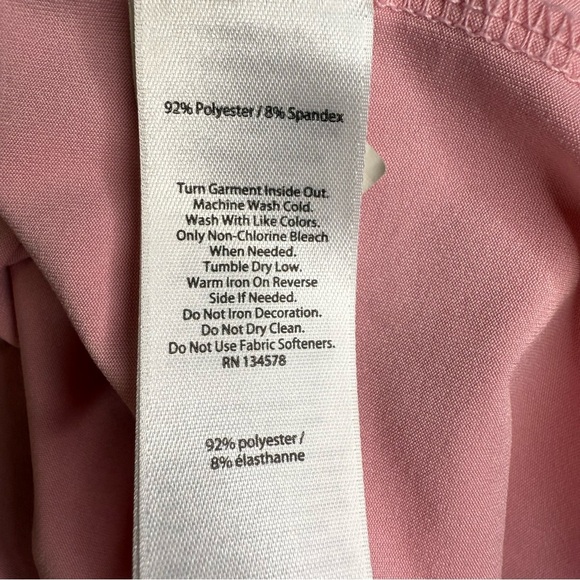 92% Polyester / 8% Spandex
Turn Garment Inside Out.
Machine Wash Cold.
Wash With Like Colors.
Only Non-Chlorine Bleach
When Needed.
Tumble Dry Low.
Warm Iron On Reverse
Side If Needed.
Do Not Iron Decoration.
Do Not Dry Clean.
Do Not Use Fabric Softeners.
RN 134578
92% polyester /
8% élasthanne